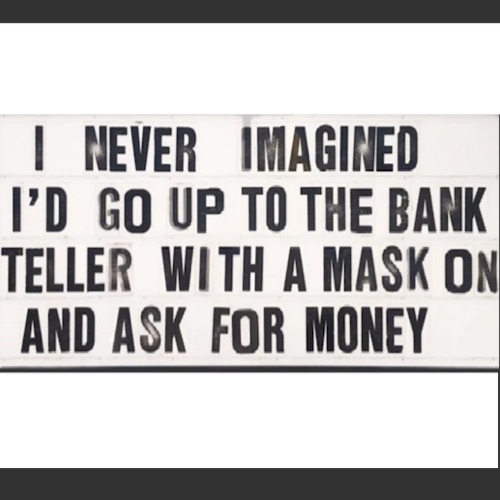 I NEVER IMAGINED
I'D GO UP TO THE BANK
TELLER WITH A MASK ON
AND ASK FOR MONEY